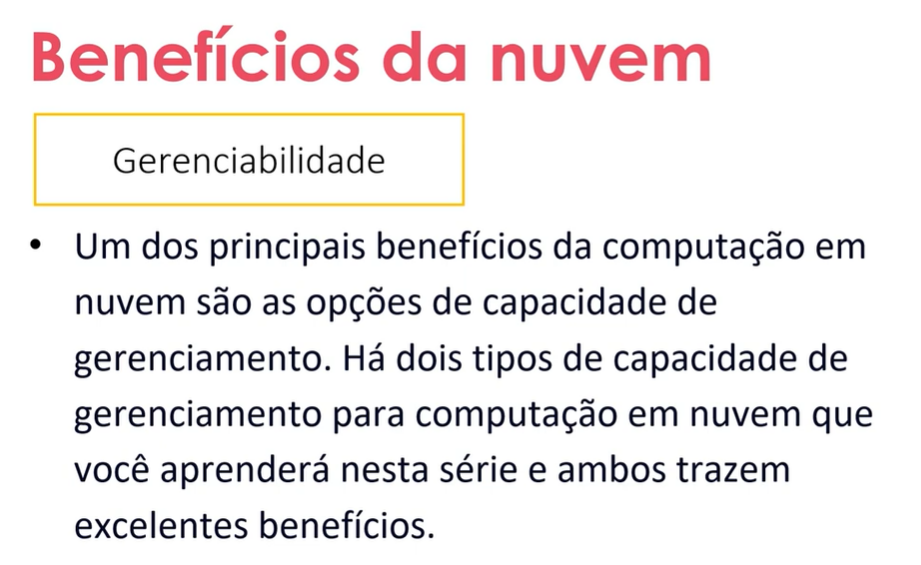 Benefícios da nuvem
Gerenciabilidade
• Um dos principais benefícios da computação em
nuvem são as opções de capacidade de
gerenciamento. Há dois tipos de capacidade de
gerenciamento para computação em nuvem que
você aprenderá nesta série e ambos trazem
excelentes benefícios.